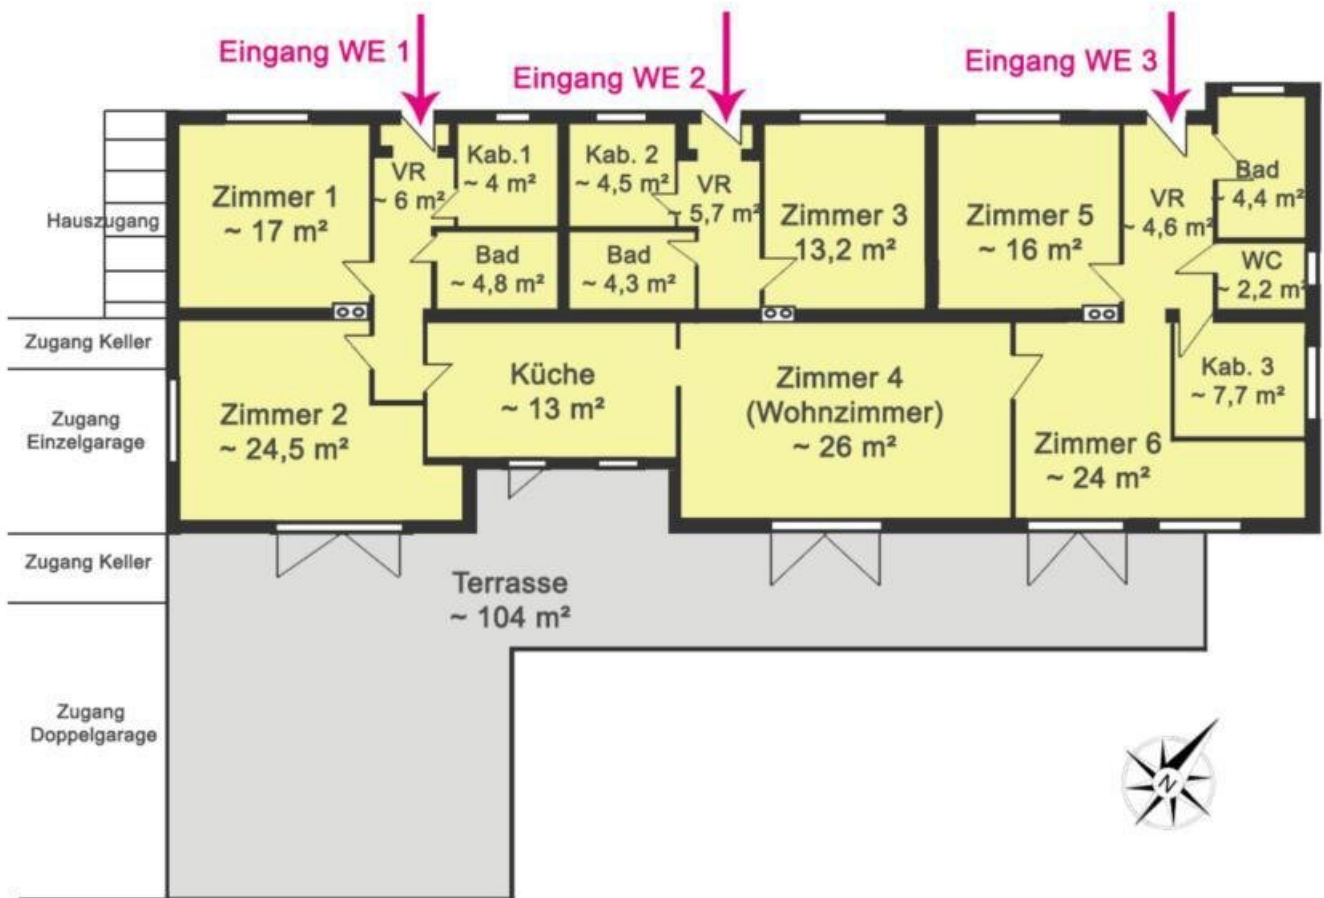 Eingang WE 1
Eingang WE 2
Eingang WE 3
Hauszugang
Zimmer 1
~ 17 m²
VR
~ 6 m²
Kab.1
~ 4 m²
Kab. 2
~ 4,5 m²
VR
~ 5,7 m²
Zimmer 3
13,2 m²
Zimmer 5
~ 16 m²
VR
~ 4,6 m²
Bad
~ 4,4 m²
Bad
~ 4,8 m²
Bad
~ 4,3 m²
WC
~ 2,2 m²
Zugang Keller
Zugang
Einzelgarage
Zimmer 2
~ 24,5 m²
Küche
~ 13 m²
Zimmer 4
(Wohnzimmer)
~ 26 m²
Kab. 3
~ 7,7 m²
Zimmer 6
~ 24 m²
Zugang Keller
Terrasse
~ 104 m²
Zugang
Doppelgarage
N